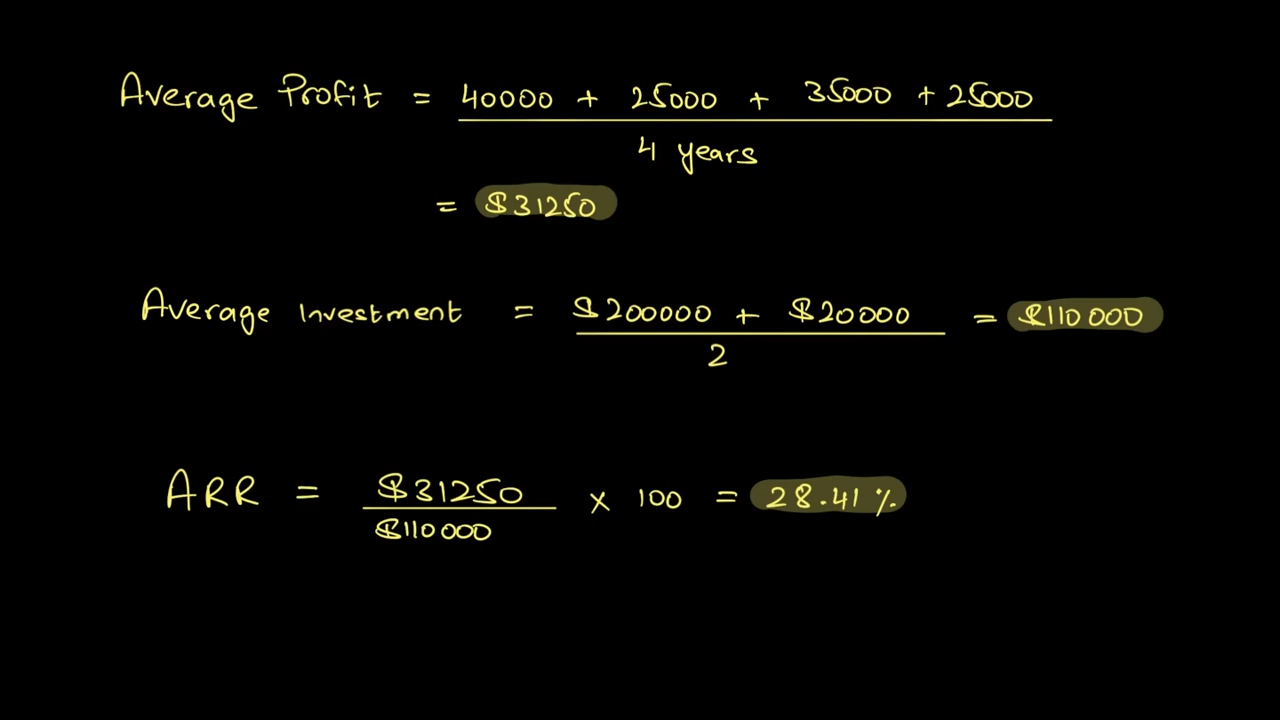 Average Profit = 40000 + 25000 + 35000 + 25000
4 years
= $31250
Average Investment = $200000 + $20000 = $110000
2
ARR = $31250 × 100 = 28.41%
$110000